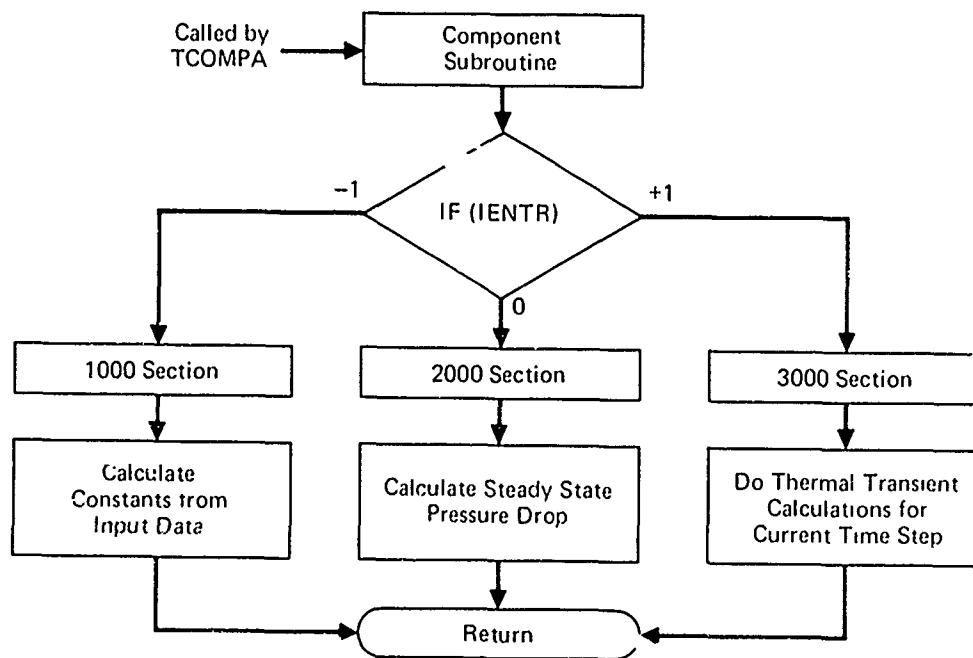 Called by
TCOMPA
Component
Subroutine
-1
+1
IF (IENTR)
0
1000 Section
2000 Section
3000 Section
Calculate
Constants from
Input Data
Calculate Steady State
Pressure Drop
Do Thermal Transient
Calculations for
Current Time Step
Return